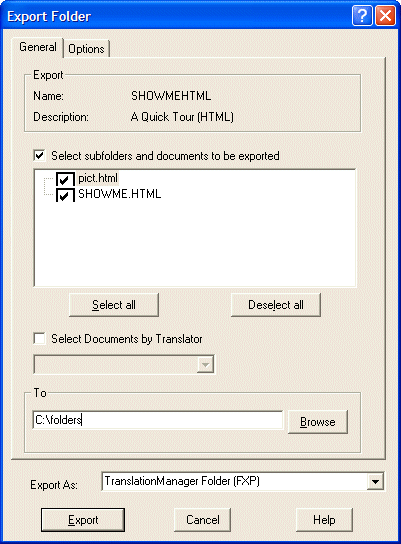 Export Folder
General Options
Export
Name: SHOWMEHTML
Description: A Quick Tour (HTML)
Select subfolders and documents to be exported
pict.html
SHOWME.HTML
Select all Deselect all
Select Documents by Translator
To
C:\folders Browse
Export As: TranslationManager Folder (FXP)
Export Cancel Help